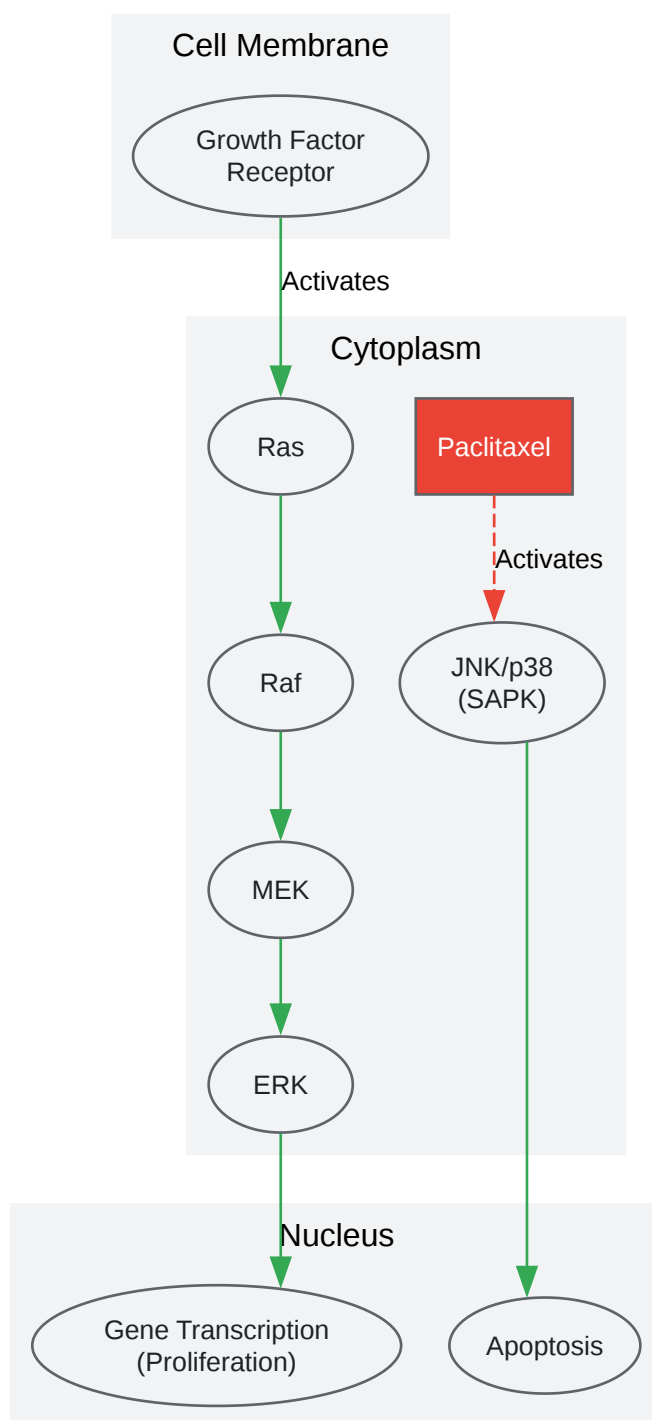 Cell Membrane
Growth Factor
Receptor
Activates
Cytoplasm
Ras
Paclitaxel
Activates
Raf
JNK/p38
(SAPK)
MEK
ERK
Nucleus
Gene Transcription
(Proliferation)
Apoptosis